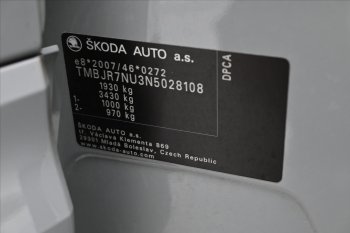 ŠKODA AUTO a.s.
e8*2007/46*0272
TMBJR7NU3N5028108
1930 kg
3430 kg
1- 1000 kg
2- 970 kg
DPCA
ŠKODA AUTO a.s.
tř. Václava Klementa 869
29301 Mladá Boleslav, Czech Republic
www.skoda-auto.com